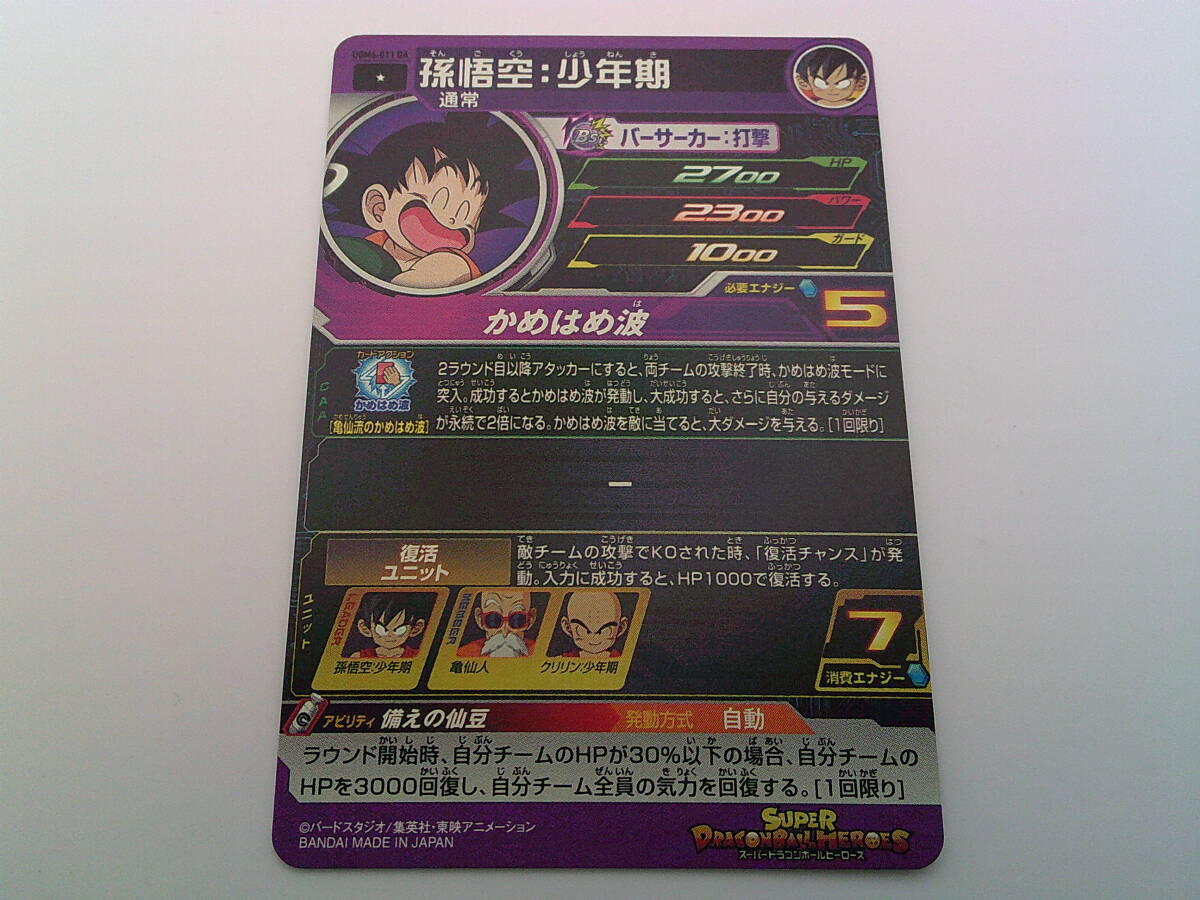 UGM6-011 DA
孫悟空:少年期
そん ご くう しょう ねん き
通常
Bs バーサーカー:打撃
HP
2700
パワー
2300
ガード
1000
必要エナジー 5
かめはめ波
は
CAA
カードアクション
かめはめ波
[亀仙流のかめはめ波]
2ラウンド目以降アタッカーにすると、両チームの攻撃終了時、かめはめ波モードに
突入。成功するとかめはめ波が発動し、大成功すると、さらに自分の与えるダメージ
が永続で2倍になる。かめはめ波を敵に当てると、大ダメージを与える。[1回限り]
-
ユニット
復活
ユニット
敵チームの攻撃でKOされた時、「復活チャンス」が発
動。入力に成功すると、HP1000で復活する。
LEADER
孫悟空:少年期
MEMBER
亀仙人
クリリン:少年期
7
消費エナジー
アビリティ 備えの仙豆 発動方式 自動
ラウンド開始時、自分チームのHPが30%以下の場合、自分チームの
HPを3000回復し、自分チーム全員の気力を回復する。[1回限り]
©バードスタジオ/集英社・東映アニメーション
BANDAI MADE IN JAPAN
SUPER
DRAGONBALL HEROES
スーパードラゴンボールヒーローズ